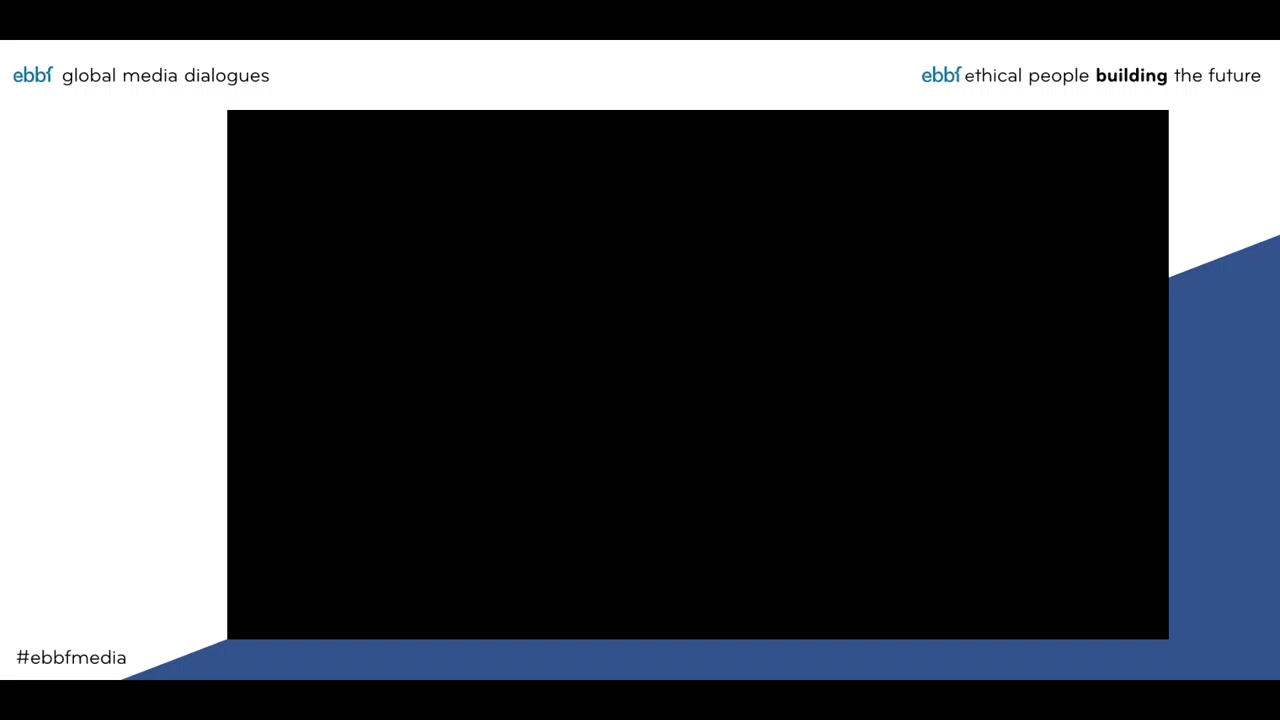 ebbf global media dialogues
ebbf ethical people building the future
#ebbfmedia